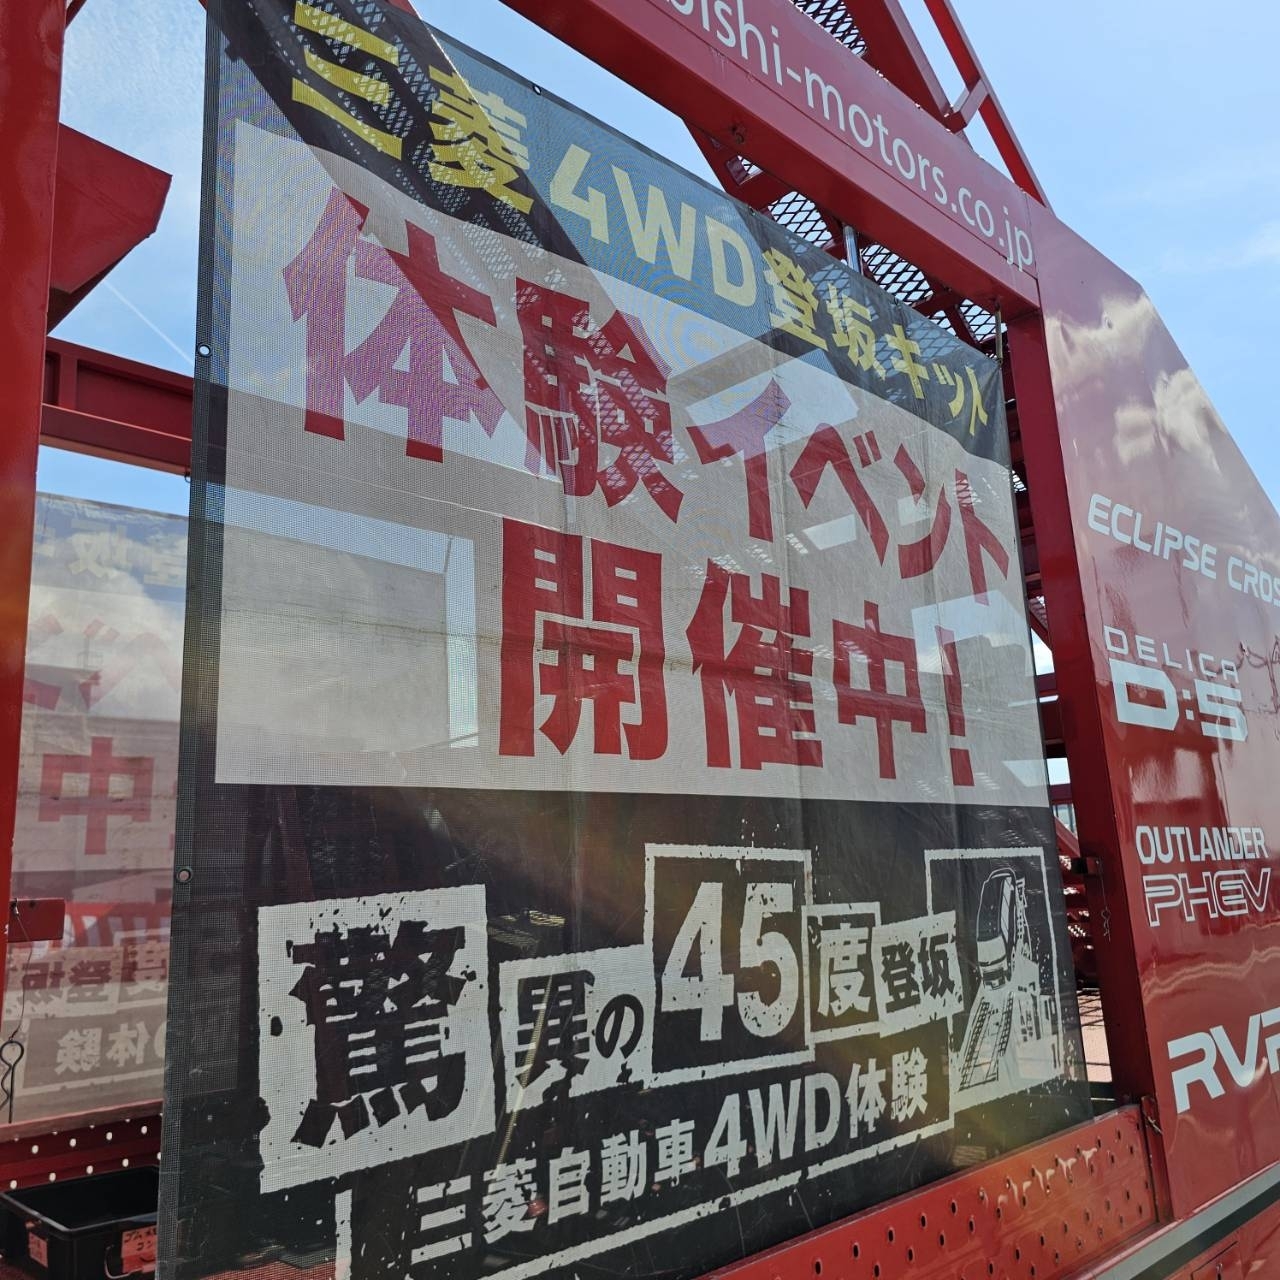 bishi-motors.co.jp
三菱4WD登坂キット
体験イベント
開催中!
驚異の45度登坂
三菱自動車4WD体験
ECLIPSE CROS
DELICA
D:5
OUTLANDER
PHEV
RVR